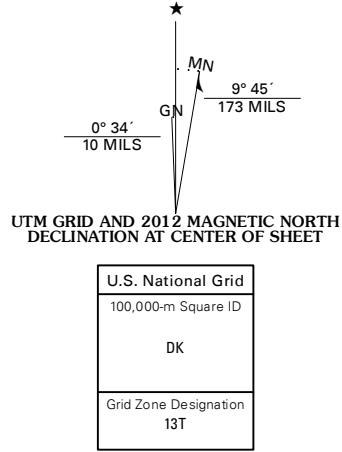 MN
9° 45´
173 MILS
GN
0° 34´
10 MILS
UTM GRID AND 2012 MAGNETIC NORTH
DECLINATION AT CENTER OF SHEET
U.S. National Grid
100,000-m Square ID
DK
Grid Zone Designation
13T